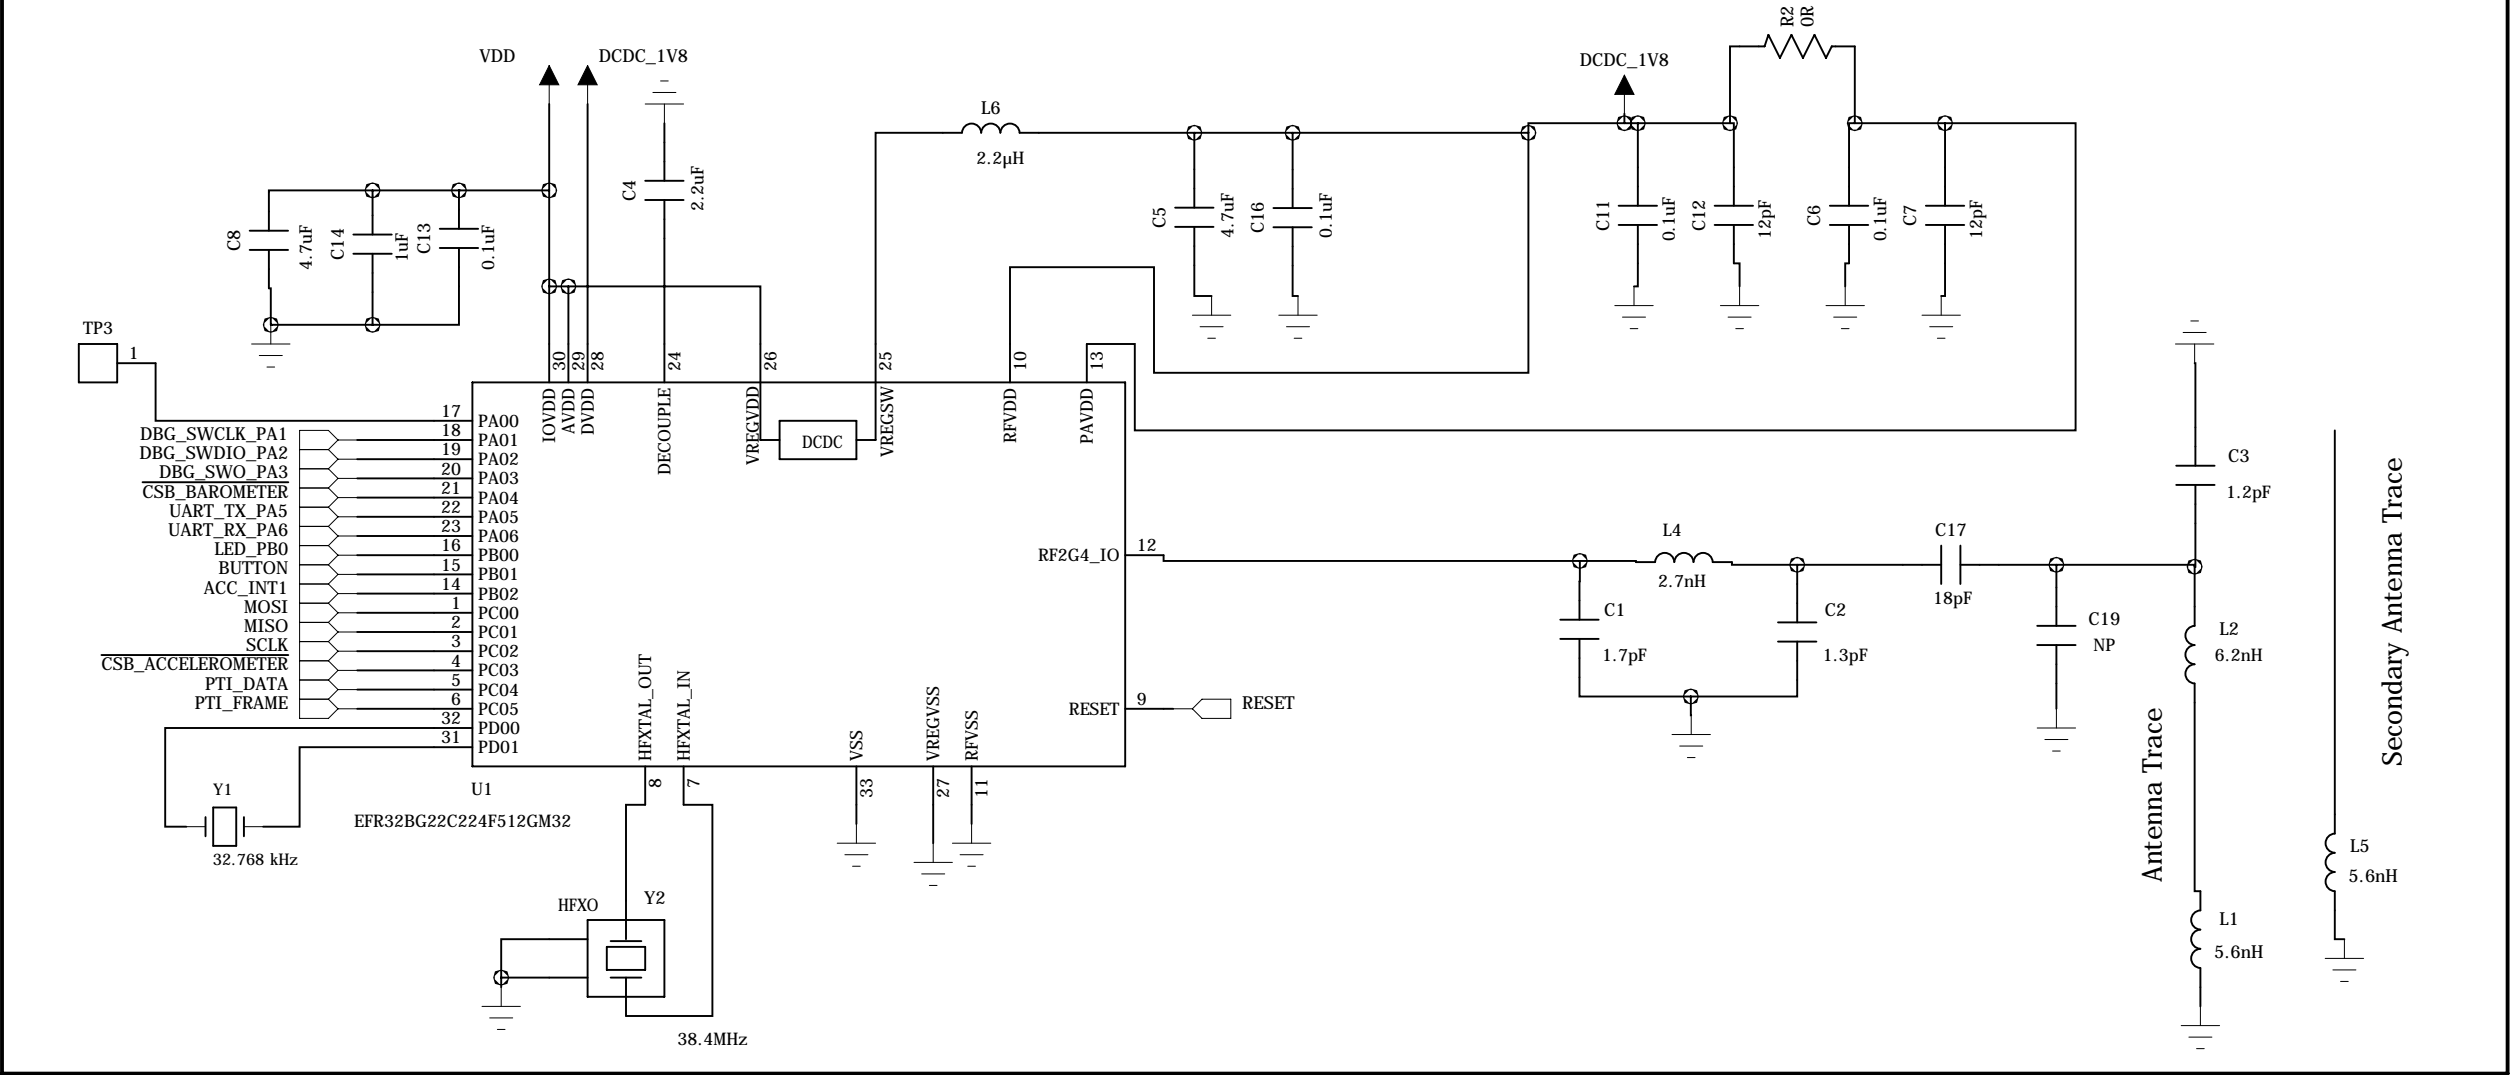 R2
0R
VDD
DCDC_1V8
DCDC_1V8
L6
2.2µH
C8
4.7uF
C14
1uF
C13
0.1uF
C4
2.2uF
C5
4.7uF
C16
0.1uF
C11
0.1uF
C12
12pF
C6
0.1uF
C7
12pF
TP3
1
30
29
28
24
26
25
10
13
IOVDD
AVDD
DVDD
DECOUPLE
VREGVDD
DCDC
VREGSW
RFVDD
PAVDD
17 PA00
DBG_SWCLK_PA1 18 PA01
DBG_SWDIO_PA2 19 PA02
DBG_SWO_PA3 20 PA03
CSB_BAROMETER 21 PA04
UART_TX_PA5 22 PA05
UART_RX_PA6 23 PA06
LED_PB0 16 PB00
BUTTON 15 PB01
ACC_INT1 14 PB02
MOSI 1 PC00
MISO 2 PC01
SCLK 3 PC02
CSB_ACCELEROMETER 4 PC03
PTI_DATA 5 PC04
PTI_FRAME 6 PC05
32 PD00
31 PD01
RF2G4_IO 12
RESET 9 RESET
HFXTAL_OUT
HFXTAL_IN
VSS
VREGVSS
RFVSS
8
7
33
27
11
U1
EFR32BG22C224F512GM32
Y1
32.768 kHz
HFXO
Y2
38.4MHz
L4
2.7nH
C17
18pF
C1
1.7pF
C2
1.3pF
C19
NP
C3
1.2pF
L2
6.2nH
Antenna Trace
Secondary Antenna Trace
L5
5.6nH
L1
5.6nH